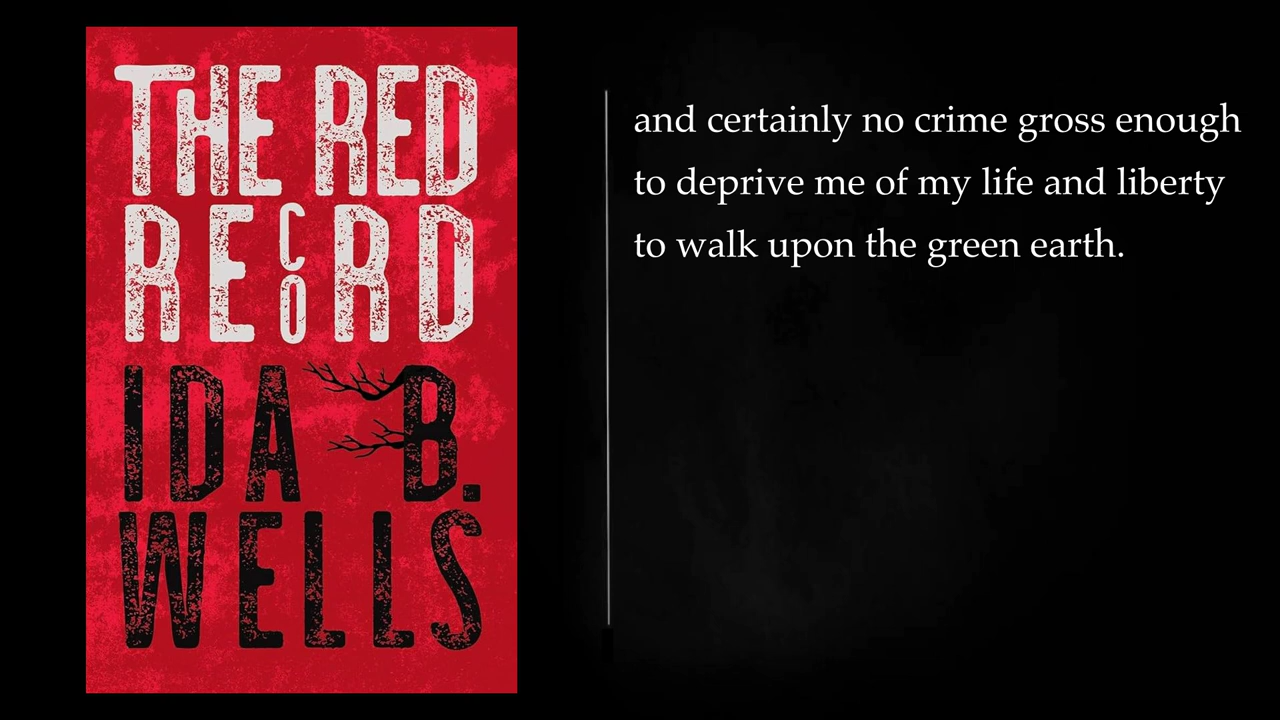 THE RED
RECORD
IDA B.
WELLS
and certainly no crime gross enough
to deprive me of my life and liberty
to walk upon the green earth.